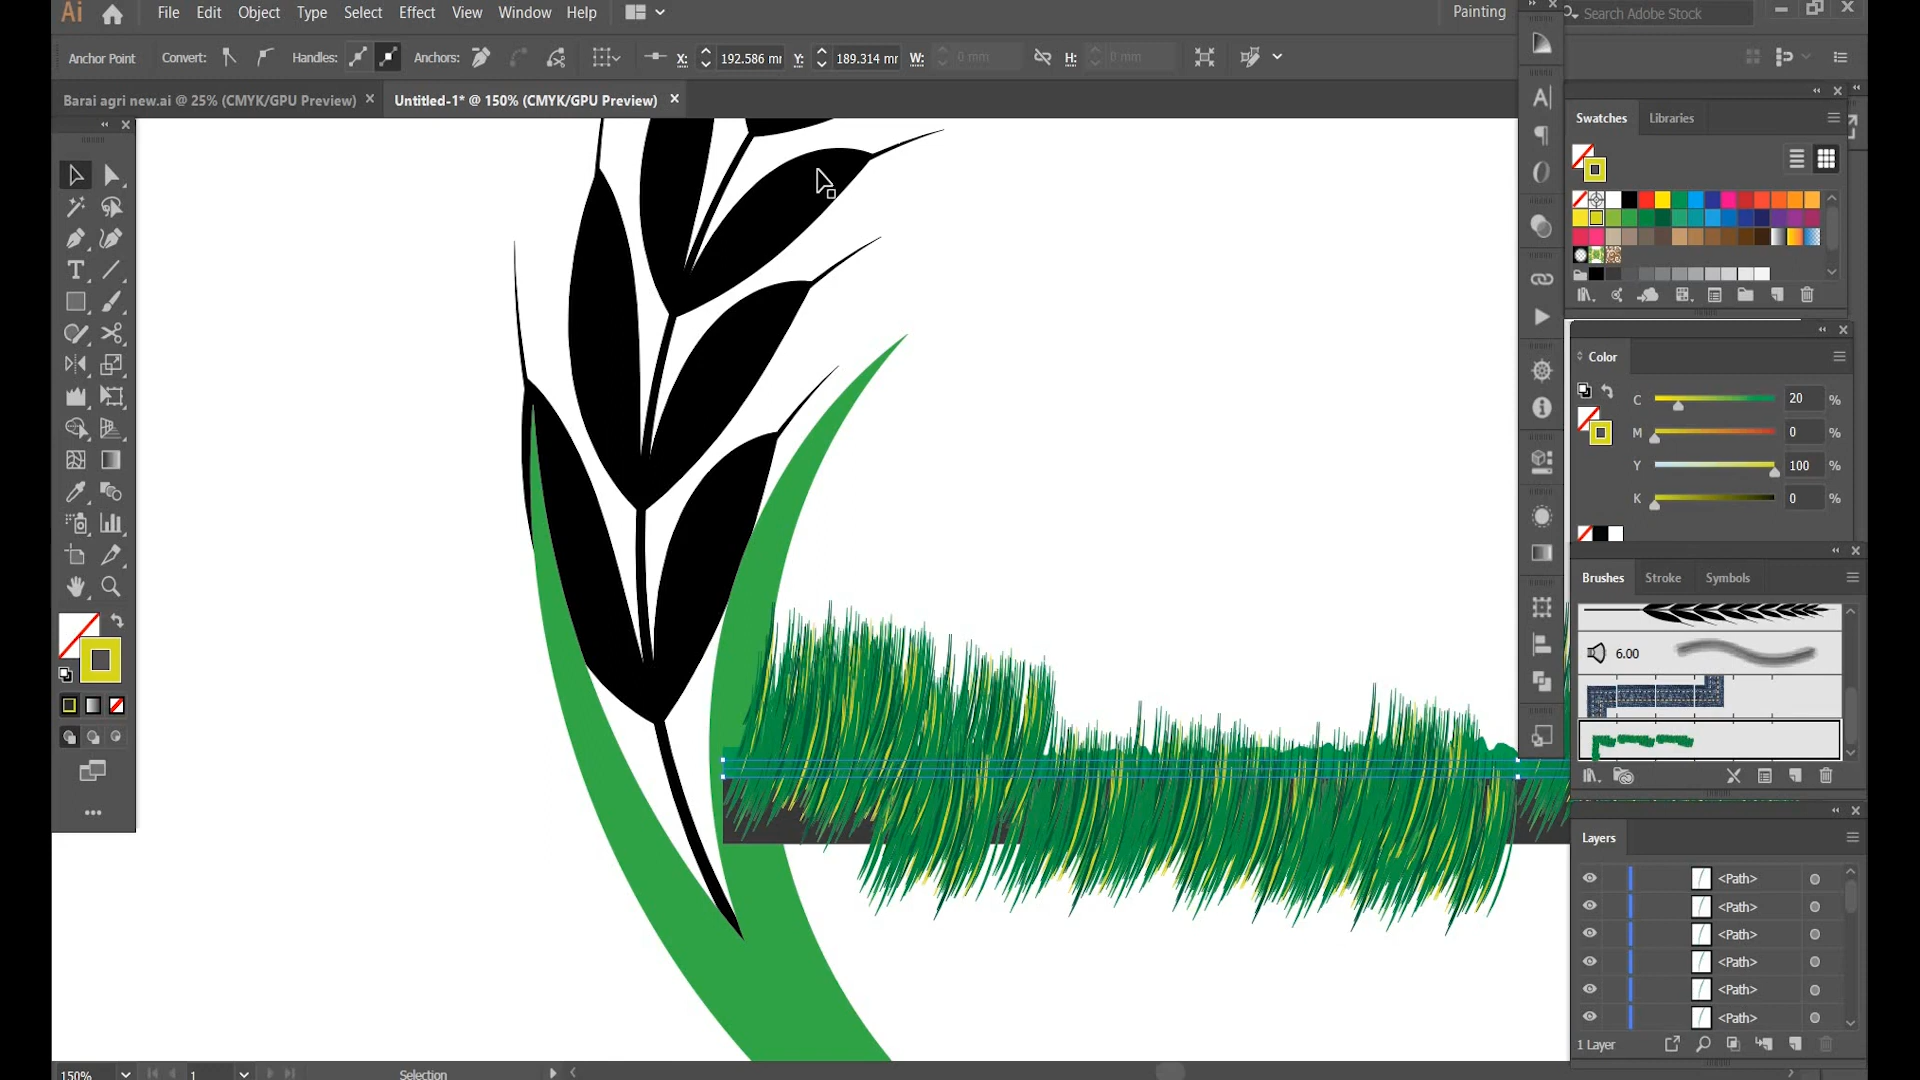 Ai File Edit Object Type Select Effect View Window Help Painting Search Adobe Stock
Anchor Point Convert: Handles: Anchors: X: 192.586 mr Y: 189.314 mr W: 0 mm H: 0 mm
Barai agri new.ai @ 25% (CMYK/GPU Preview) × Untitled-1* @ 150% (CMYK/GPU Preview) ×
Swatches Libraries
Color
C 20 %
M 0 %
Y 100 %
K 0 %
Brushes Stroke Symbols
6.00
Layers
<Path>
<Path>
<Path>
<Path>
<Path>
<Path>
1 Layer
150% 1 Selection